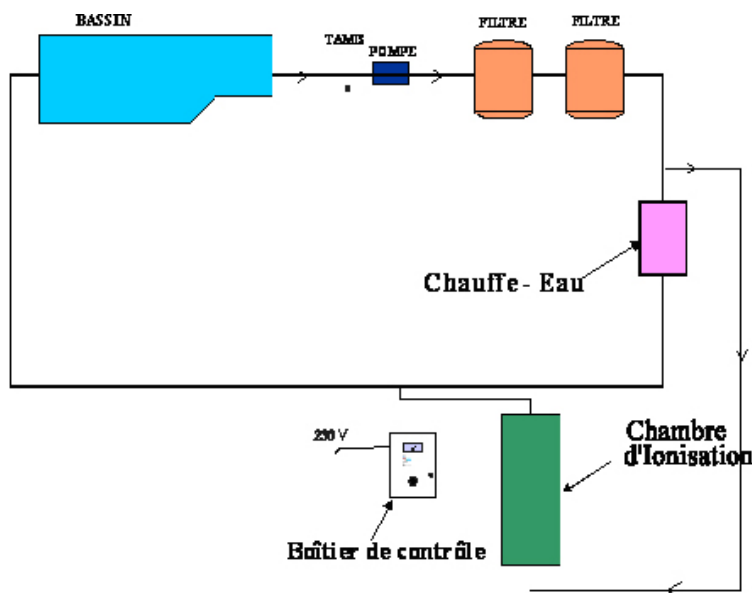 BASSIN
TAMIS
POMPE
FILTRE
FILTRE
Chauffe- Eau
230 V
Chambre
d'Ionisation
Boîtier de contrôle